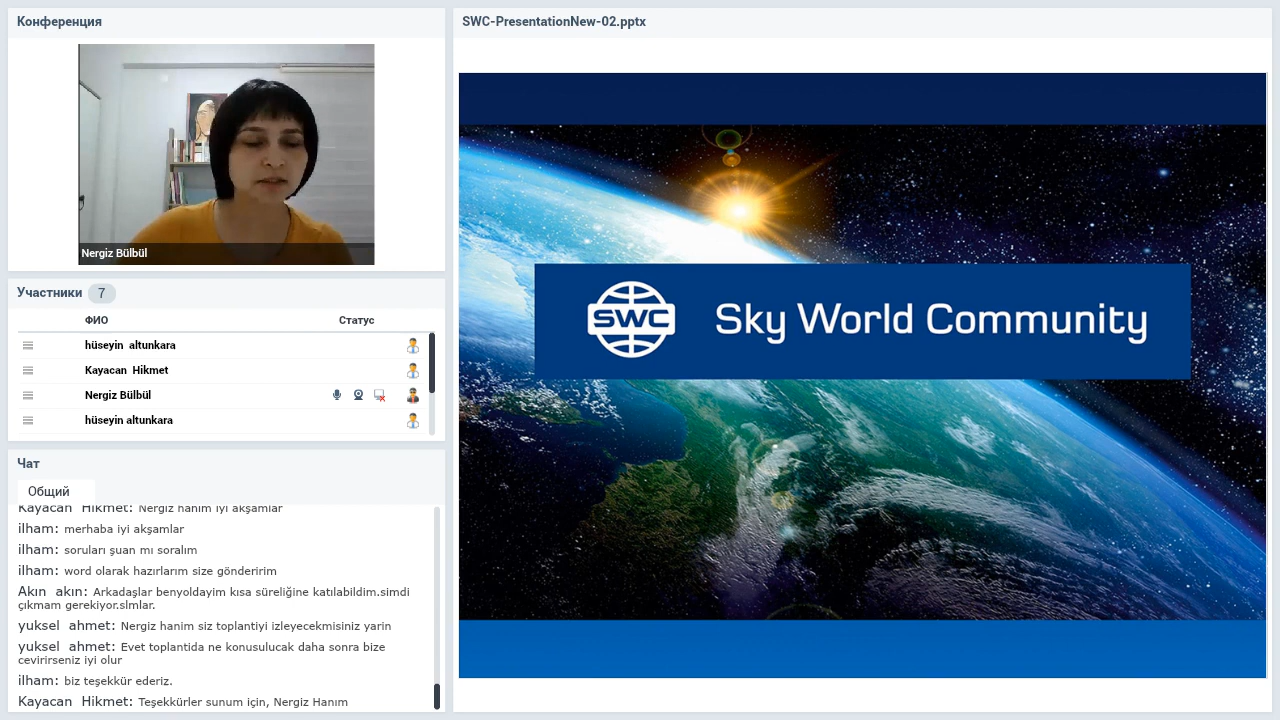 Конференция
Nergiz Bülbül
Участники 7
ФИО Статус
hüseyin altunkara
Kayacan Hikmet
Nergiz Bülbül
hüseyin altunkara
Чат
Общий
Kayacan Hikmet: Nergiz hanım iyi akşamlar
ilham: merhaba iyi akşamlar
ilham: soruları şuan mı soralım
ilham: word olarak hazırlarım size gönderirim
Akın akın: Arkadaşlar benyoldayim kısa süreliğine katılabildim.simdi
çıkmam gerekiyor.slmlar.
yuksel ahmet: Nergiz hanim siz toplantiyi izleyecekmisiniz yarin
yuksel ahmet: Evet toplantida ne konusulucak daha sonra bize
cevirirseniz iyi olur
ilham: biz teşekkür ederiz.
Kayacan Hikmet: Teşekkürler sunum için, Nergiz Hanım
SWC-PresentationNew-02.pptx
SWC Sky World Community